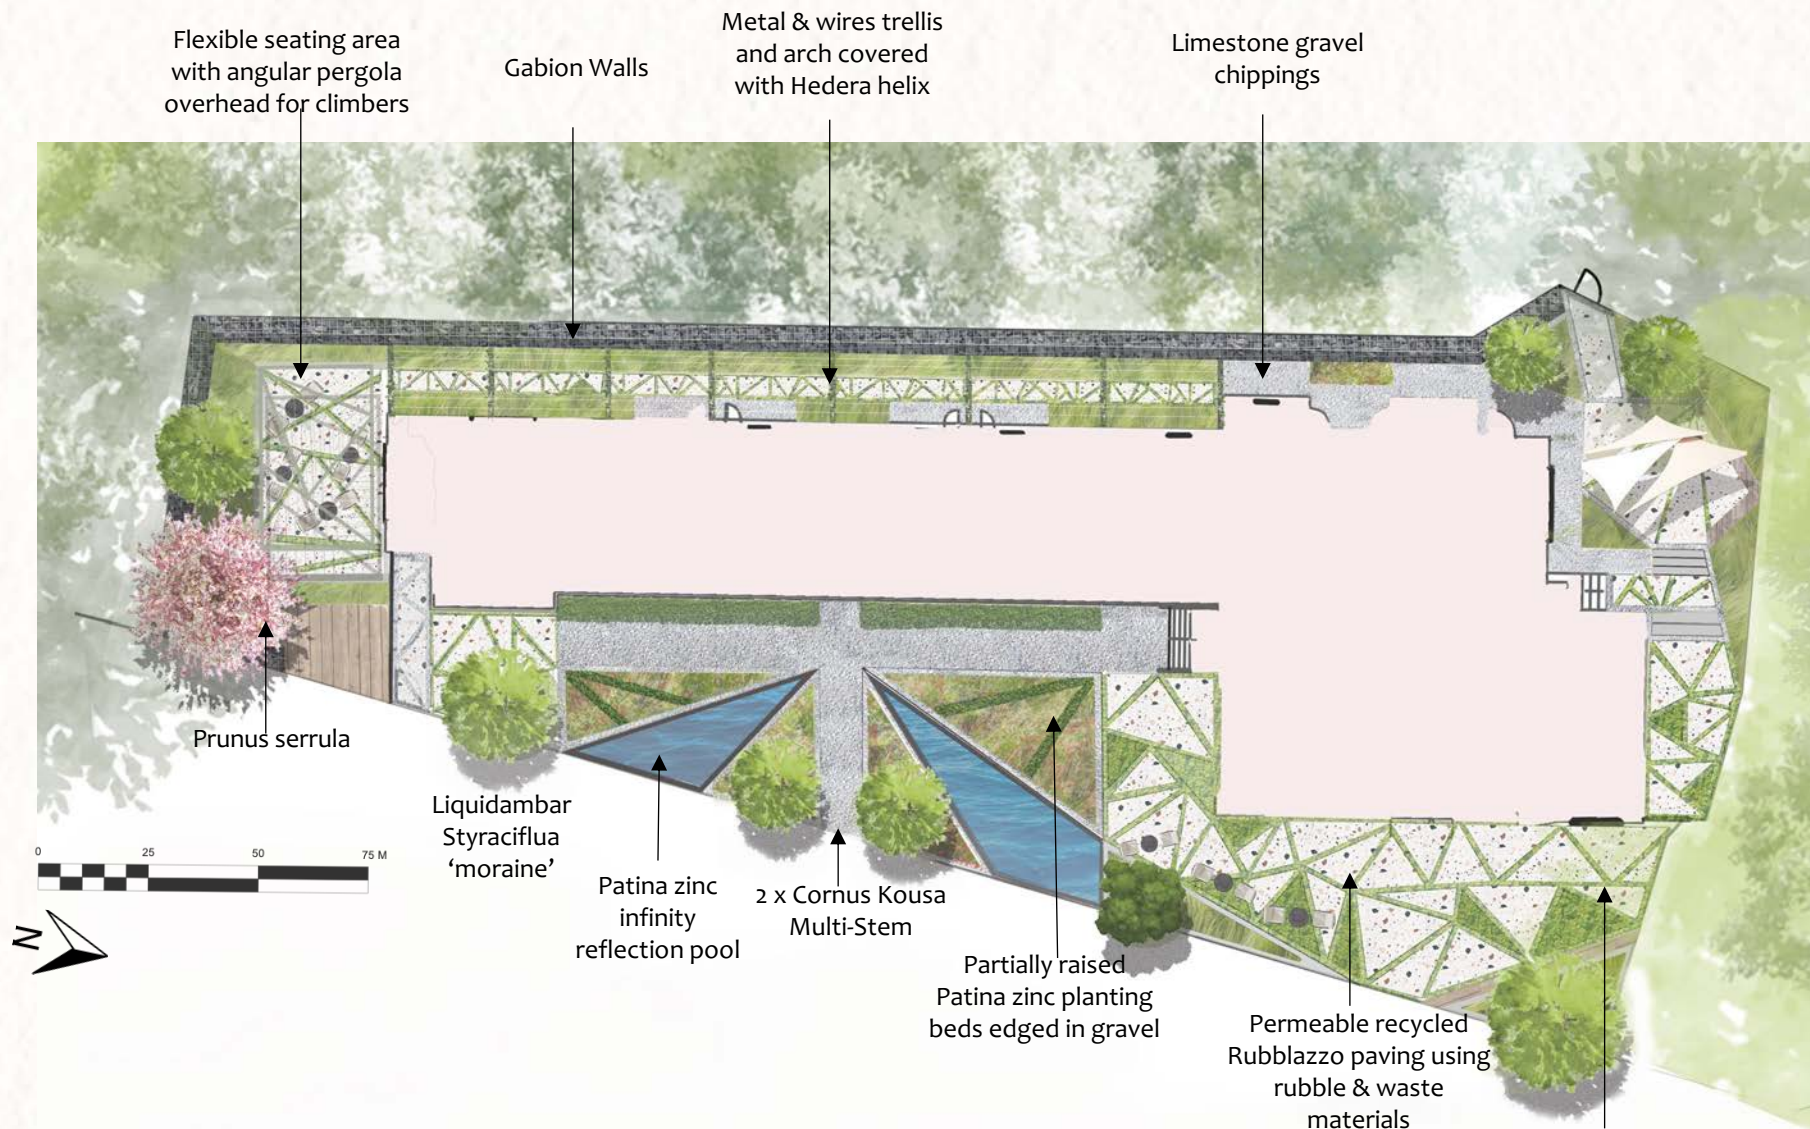 Flexible seating area
with angular pergola
overhead for climbers
Gabion Walls
Metal & wires trellis
and arch covered
with Hedera helix
Limestone gravel
chippings
Prunus serrula
Liquidambar
Styraciflua
‘moraine’
Patina zinc
infinity
reflection pool
2 x Cornus Kousa
Multi-Stem
Partially raised
Patina zinc planting
beds edged in gravel
Permeable recycled
Rubblazzo paving using
rubble & waste
materials
0 25 50 75 M
N